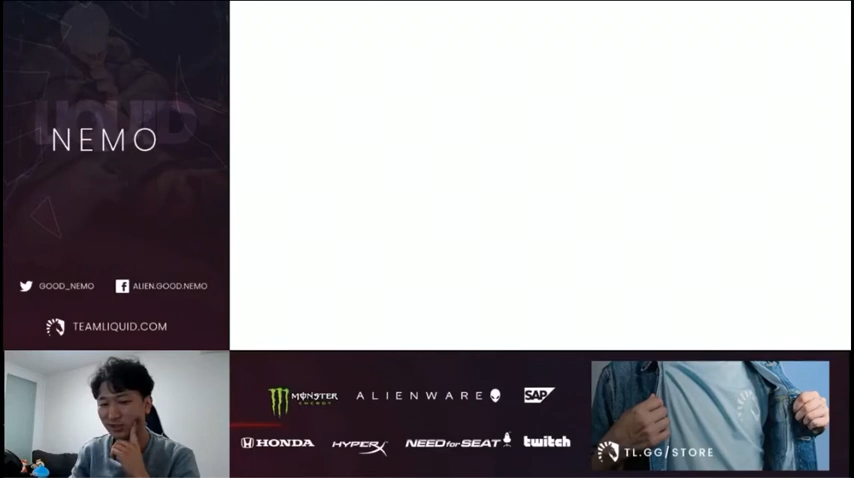 LIQUID
NEMO
GOOD_NEMO
ALIEN.GOOD.NEMO
TEAMLIQUID.COM
MONSTER
ENERGY
ALIENWARE
SAP
HONDA
HYPERX
NEED for SEAT
twitch
TL.GG/STORE